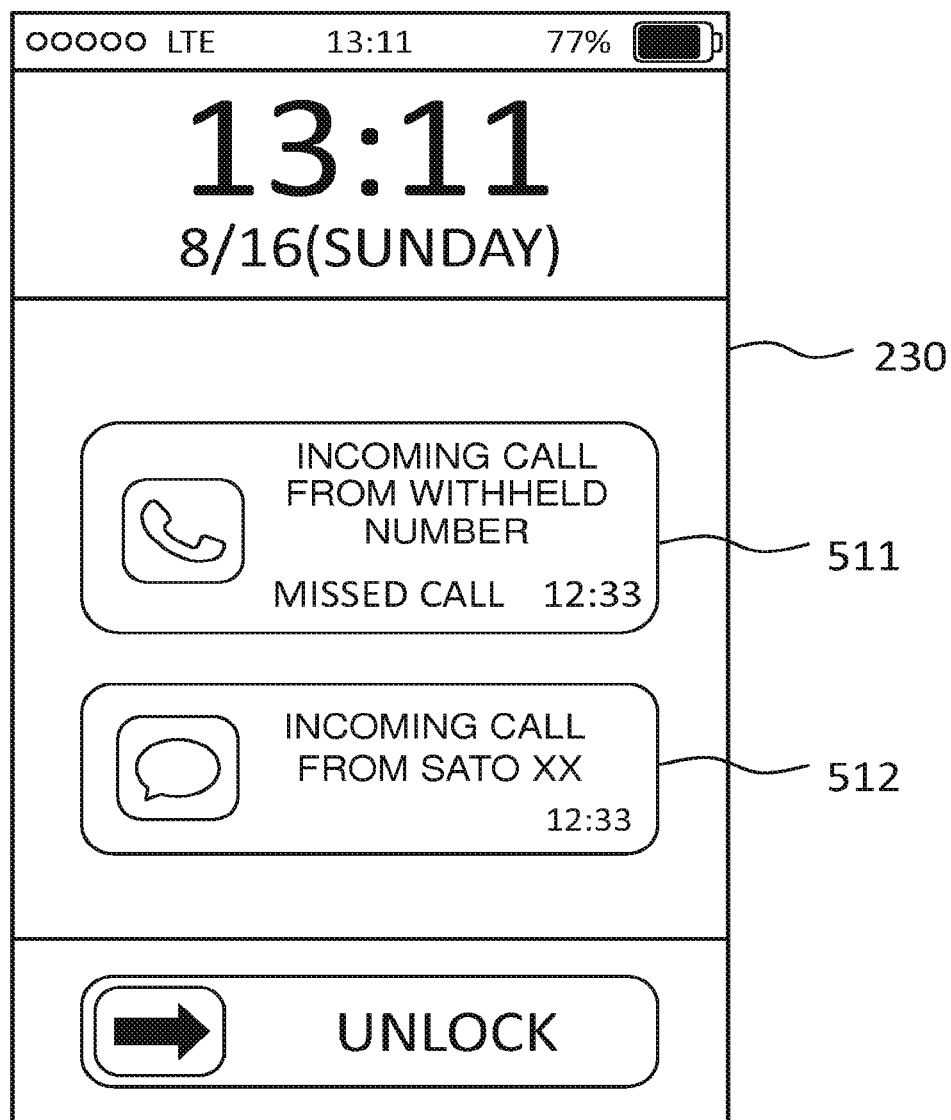 LTE 13:11 77%
13:11
8/16(SUNDAY)
230
INCOMING CALL
FROM WITHHELD
NUMBER
511
MISSED CALL 12:33
INCOMING CALL
FROM SATO XX
512
12:33
UNLOCK